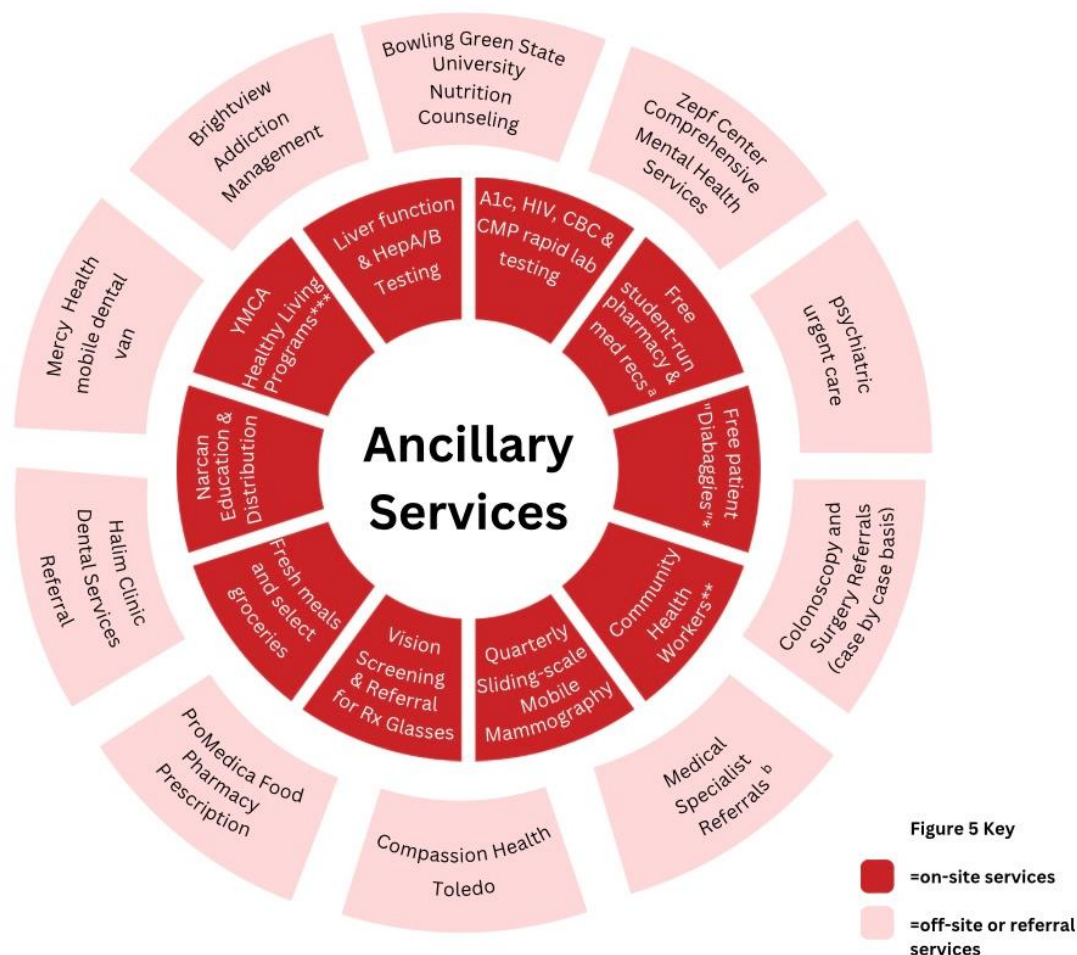 Ancillary
Services
Bowling Green State
University
Nutrition
Counseling
Zepf Center
Comprehensive
Mental Health
Services
psychiatric
urgent care
Colonoscopy and
Surgery Referrals
(case by case basis)
Medical
Specialist
Referrals b
Compassion Health
Toledo
ProMedica Food
Pharmacy
Prescription
Halim Clinic
Dental Services
Referral
Mercy Health
mobile dental
van
Brightview
Addiction
Management
A1c, HIV, CBC &
CMP rapid lab
testing
Free
student-run
pharmacy &
med recs a
Free patient
"Diabaggies"*
Community
Health
Workers**
Quarterly
Sliding-scale
Mobile
Mammography
Vision
Screening
& Referral
for Rx Glasses
Fresh meals
and select
groceries
Narcan
Education &
Distribution
YMCA
Healthy Living
Programs***
Liver function
& HepA/B
Testing
Figure 5 Key
=on-site services
=off-site or referral
services